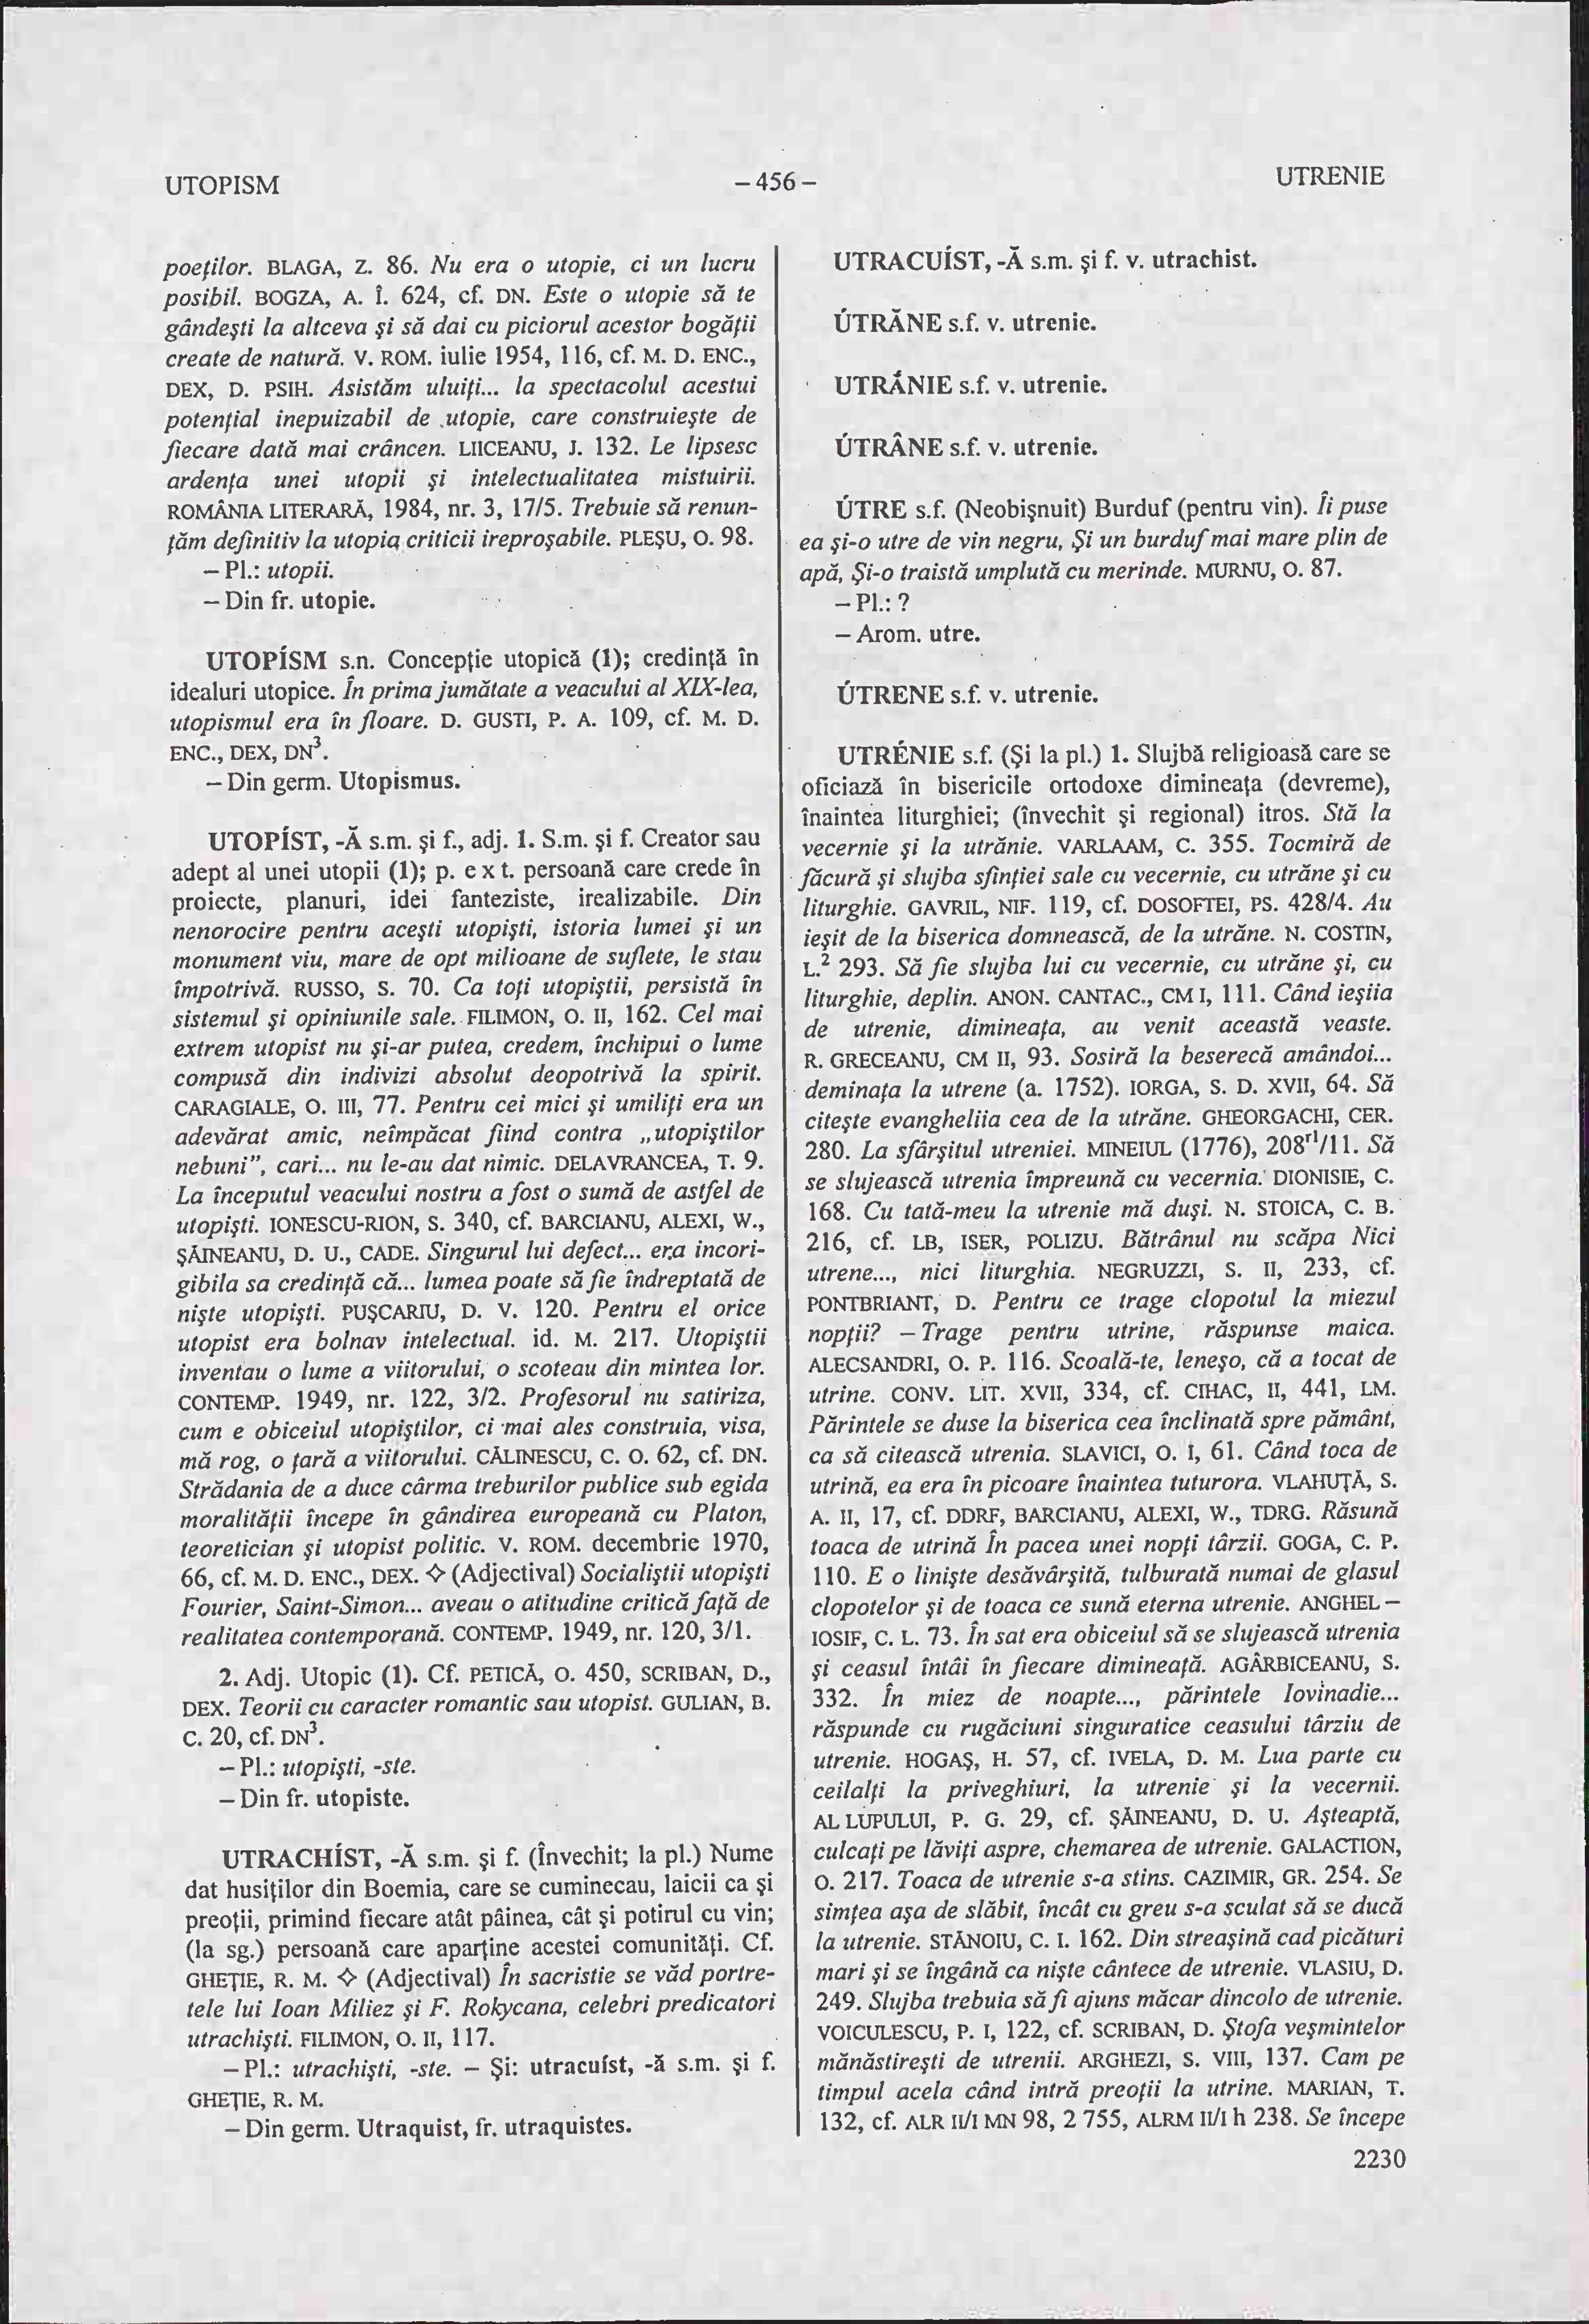 UTOPISM
– 456 –
UTRENIE
poeţilor. BLAGA, Z. 86. Nu era o utopie, ci un lucru
posibil. BOGZA, A. Î. 624, cf. DN. Este o utopie să te
gândeşti la altceva şi să dai cu piciorul acestor bogăţii
create de natură. V. ROM. iulie 1954, 116, cf. M. D. ENC.,
DEX, D. PSIH. Asistăm uluiţi... la spectacolul acestui
potenţial inepuizabil de utopie, care construieşte de
fiecare dată mai crâncen. LIICEANU, J. 132. Le lipsesc
ardenţa unei utopii şi intelectualitatea mistuirii.
ROMÂNIA LITERARĂ, 1984, nr. 3, 17/5. Trebuie să renun-
ţăm definitiv la utopia criticii ireproşabile. PLEŞU, O. 98.
– Pl.: utopii.
– Din fr. utopie.
UTOPÍSM s.n. Concepţie utopică (1); credinţă în
idealuri utopice. În prima jumătate a veacului al XIX-lea,
utopismul era în floare. D. GUSTI, P. A. 109, cf. M. D.
ENC., DEX, DN³.
– Din germ. Utopismus.
UTOPÍST, -Ă s.m. şi f., adj. 1. S.m. şi f. Creator sau
adept al unei utopii (1); p. ext. persoană care crede în
proiecte, planuri, idei fanteziste, irealizabile. Din
nenorocire pentru aceşti utopişti, istoria lumei şi un
monument viu, mare de opt milioane de suflete, le stau
împotrivă. RUSSO, S. 70. Ca toţi utopiştii, persistă în
sistemul şi opiniunile sale. FILIMON, O. II, 162. Cel mai
extrem utopist nu şi-ar putea, credem, închipui o lume
compusă din indivizi absolut deopotrivă la spirit.
CARAGIALE, O. III, 77. Pentru cei mici şi umiliţi era un
adevărat amic, neîmpăcat fiind contra „utopiştilor
nebuni”, cari... nu le-au dat nimic. DELAVRANCEA, T. 9.
La începutul veacului nostru a fost o sumă de astfel de
utopişti. IONESCU-RION, S. 340, cf. BARCIANU, ALEXI, W.,
ŞĂINEANU, D. U., CADE. Singurul lui defect... era incori-
gibila sa credinţă că... lumea poate să fie îndreptată de
nişte utopişti. PUŞCARIU, D. V. 120. Pentru el orice
utopist era bolnav intelectual. id. M. 217. Utopiştii
inventau o lume a viitorului, o scoteau din mintea lor.
CONTEMP. 1949, nr. 122, 3/2. Profesorul nu satiriza,
cum e obiceiul utopiştilor, ci mai ales construia, visa,
mă rog, o ţară a viitorului. CĂLINESCU, C. O. 62, cf. DN.
Strădania de a duce cârma treburilor publice sub egida
moralităţii începe în gândirea europeană cu Platon,
teoretician şi utopist politic. V. ROM. decembrie 1970,
66, cf. M. D. ENC., DEX. ◇ (Adjectival) Socialiştii utopişti
Fourier, Saint-Simon... aveau o atitudine critică faţă de
realitatea contemporană. CONTEMP. 1949, nr. 120, 3/1.
2. Adj. Utopic (1). Cf. PETICĂ, O. 450, SCRIBAN, D.,
DEX. Teorii cu caracter romantic sau utopist. GULIAN, B.
C. 20, cf. DN³.
– Pl.: utopişti, -ste.
– Din fr. utopiste.
UTRACHÍST, -Ă s.m. şi f. (Învechit; la pl.) Nume
dat husiţilor din Boemia, care se cuminecau, laicii ca şi
preoţii, primind fiecare atât pâinea, cât şi potirul cu vin;
(la sg.) persoană care aparţine acestei comunităţi. Cf.
GHEŢIE, R. M. ◇ (Adjectival) În sacristie se văd portre-
tele lui Ioan Miliez şi F. Rokycana, celebri predicatori
utrachişti. FILIMON, O. II, 117.
– Pl.: utrachişti, -ste. – Şi: utracuíst, -ă s.m. şi f.
GHEŢIE, R. M.
– Din germ. Utraquist, fr. utraquistes.
UTRACUÍST, -Ă s.m. şi f. v. utrachist.
ÚTRĂNE s.f. v. utrenie.
UTRẮNIE s.f. v. utrenie.
ÚTRÂNE s.f. v. utrenie.
ÚTRE s.f. (Neobişnuit) Burduf (pentru vin). Îi puse
ea şi-o utre de vin negru, Şi un burduf mai mare plin de
apă, Şi-o traistă umplută cu merinde. MURNU, O. 87.
– Pl.: ?
– Arom. utre.
ÚTRENE s.f. v. utrenie.
UTRÉNIE s.f. (Şi la pl.) 1. Slujbă religioasă care se
oficiază în bisericile ortodoxe dimineaţa (devreme),
înaintea liturghiei; (învechit şi regional) itros. Stă la
vecernie şi la utrănie. VARLAAM, C. 355. Tocmiră de
făcură şi slujba sfinţiei sale cu vecernie, cu utrăne şi cu
liturghie. GAVRIL, NIF. 119, cf. DOSOFTEI, PS. 428/4. Au
ieşit de la biserica domnească, de la utrăne. N. COSTIN,
L.² 293. Să fie slujba lui cu vecernie, cu utrăne şi, cu
liturghie, deplin. ANON. CANTAC., CM I, 111. Când ieşiia
de utrenie, dimineaţa, au venit această veaste.
R. GRECEANU, CM II, 93. Sosiră la beserecă amândoi...
deminaţa la utrene (a. 1752). IORGA, S. D. XVII, 64. Să
citeşte evangheliia cea de la utrăne. GHEORGACHI, CER.
280. La sfârşitul utreniei. MINEIUL (1776), 208ʳ¹/11. Să
se slujească utrenia împreună cu vecernia. DIONISIE, C.
168. Cu tată-meu la utrenie mă duşi. N. STOICA, C. B.
216, cf. LB, ISER, POLIZU. Bătrânul nu scăpa Nici
utrene..., nici liturghia. NEGRUZZI, S. II, 233, cf.
PONTBRIANT, D. Pentru ce trage clopotul la miezul
nopţii? – Trage pentru utrine, răspunse maica.
ALECSANDRI, O. P. 116. Scoală-te, leneşo, că a tocat de
utrine. CONV. LIT. XVII, 334, cf. CIHAC, II, 441, LM.
Părintele se duse la biserica cea înclinată spre pământ,
ca să citească utrenia. SLAVICI, O. I, 61. Când toca de
utrină, ea era în picoare înaintea tuturora. VLAHUŢĂ, S.
A. II, 17, cf. DDRF, BARCIANU, ALEXI, W., TDRG. Răsună
toaca de utrină În pacea unei nopţi târzii. GOGA, C. P.
110. E o linişte desăvârşită, tulburată numai de glasul
clopotelor şi de toaca ce sună eterna utrenie. ANGHEL –
IOSIF, C. L. 73. În sat era obiceiul să se slujească utrenia
şi ceasul întâi în fiecare dimineaţă. AGÂRBICEANU, S.
332. În miez de noapte..., părintele Iovinadie...
răspunde cu rugăciuni singuratice ceasului târziu de
utrenie. HOGAŞ, H. 57, cf. IVELA, D. M. Lua parte cu
ceilalţi la priveghiuri, la utrenie şi la vecernii.
AL LUPULUI, P. G. 29, cf. ŞĂINEANU, D. U. Aşteaptă,
culcaţi pe lăviţi aspre, chemarea de utrenie. GALACTION,
O. 217. Toaca de utrenie s-a stins. CAZIMIR, GR. 254. Se
simţea aşa de slăbit, încât cu greu s-a sculat să se ducă
la utrenie. STĂNOIU, C. I. 162. Din streaşină cad picături
mari şi se îngână ca nişte cântece de utrenie. VLASIU, D.
249. Slujba trebuia să fi ajuns măcar dincolo de utrenie.
VOICULESCU, P. I, 122, cf. SCRIBAN, D. Ştofa veşmintelor
mănăstireşti de utrenii. ARGHEZI, S. VIII, 137. Cam pe
timpul acela când intră preoţii la utrine. MARIAN, T.
132, cf. ALR II/I MN 98, 2 755, ALRM II/I h 238. Se începe
2230